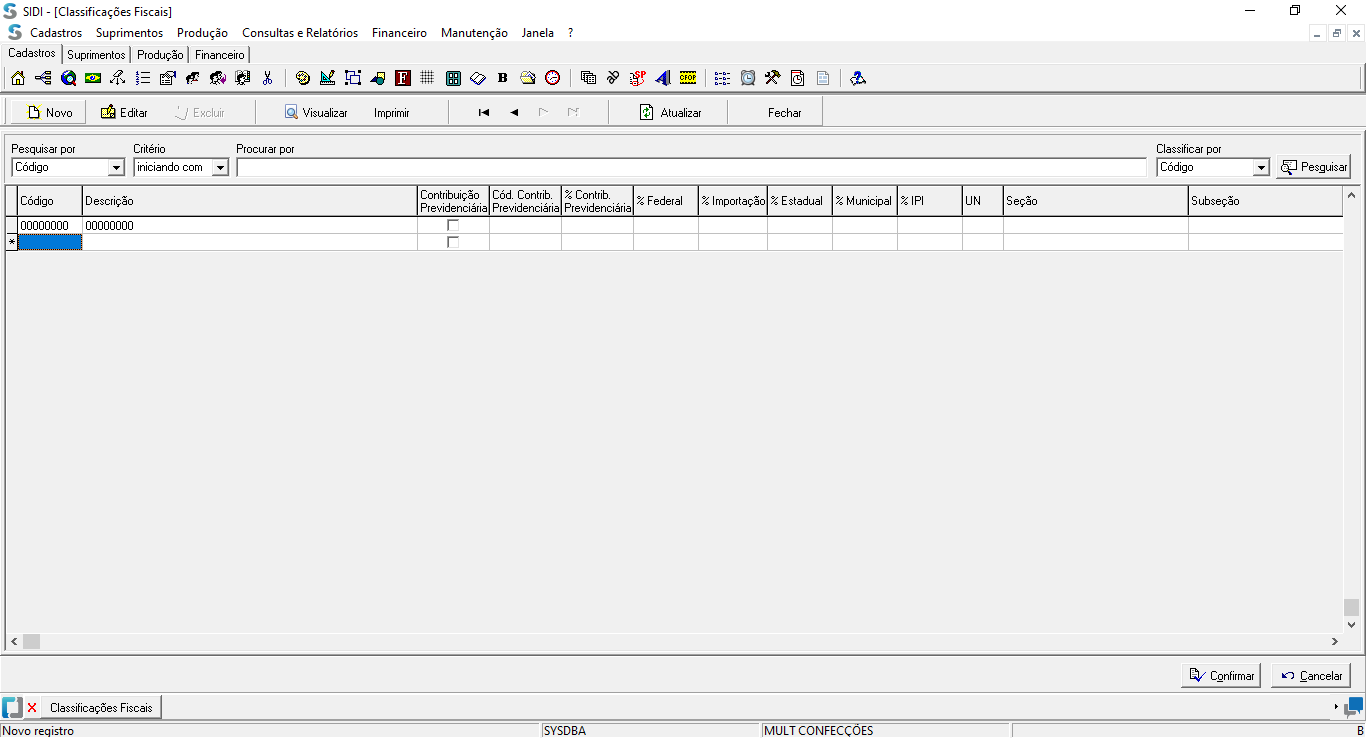 SIDI - [Classificações Fiscais]
Cadastros Suprimentos Produção Consultas e Relatórios Financeiro Manutenção Janela ?
Cadastros Suprimentos Produção Financeiro
F B SP CFOP
Novo Editar Excluir Visualizar Imprimir Atualizar Fechar
Pesquisar por Critério Procurar por Classificar por
Código iniciando com Código Pesquisar
Código Descrição Contribuição Previdenciária Cód. Contrib. Previdenciária % Contrib. Previdenciária % Federal % Importação % Estadual % Municipal % IPI UN Seção Subseção
00000000 00000000
*
Confirmar Cancelar
Classificações Fiscais
Novo registro SYSDBA MULT CONFECÇÕES B